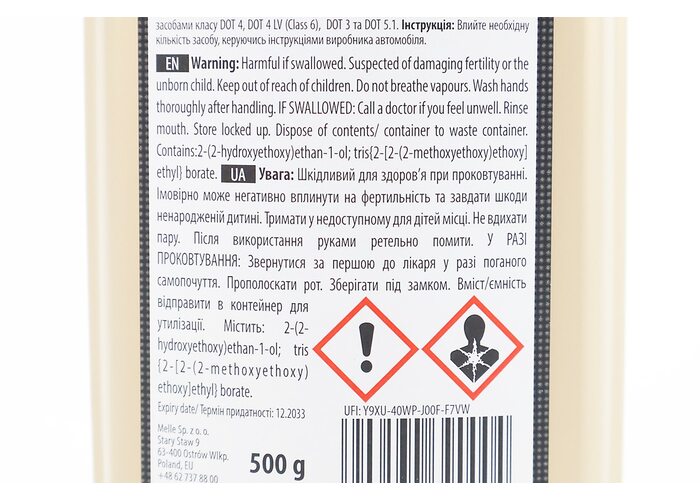 засобами класу DOT 4, DOT 4 LV (Class 6), DOT 3 та DOT 5.1. Інструкція: Влийте необхідну
кількість засобу, керуючись інструкціями виробника автомобіля.
EN Warning: Harmful if swallowed. Suspected of damaging fertility or the
unborn child. Keep out of reach of children. Do not breathe vapours. Wash hands
thoroughly after handling. IF SWALLOWED: Call a doctor if you feel unwell. Rinse
mouth. Store locked up. Dispose of contents/ container to waste container.
Contains:2-(2-hydroxyethoxy)ethan-1-ol; tris{2-[2-(2-methoxyethoxy)ethoxy]
ethyl} borate. UA Увага: Шкідливий для здоров’я при проковтуванні.
Імовірно може негативно вплинути на фертильність та завдати шкоди
ненародженій дитині. Тримати у недоступному для дітей місці. Не вдихати
пару. Після використання руками ретельно помити. У РАЗІ
ПРОКОВТУВАННЯ: Звернутися за першою до лікаря у разі поганого
самопочуття. Прополоскати рот. Зберігати під замком. Вміст/ємність
відправити в контейнер для
утилізації. Містить: 2-(2-
hydroxyethoxy)ethan-1-ol; tris
{2-[2-(2-methoxyethoxy)
ethoxy]ethyl} borate.
Expiry date/ Термін придатності: 12.2033
UFI: Y9XU-40WP-J00F-F7VW
Melle Sp. z o. o.
Stary Staw 9
63-400 Ostrów Wlkp.
Poland, EU
+48 62 737 88 00
500 g